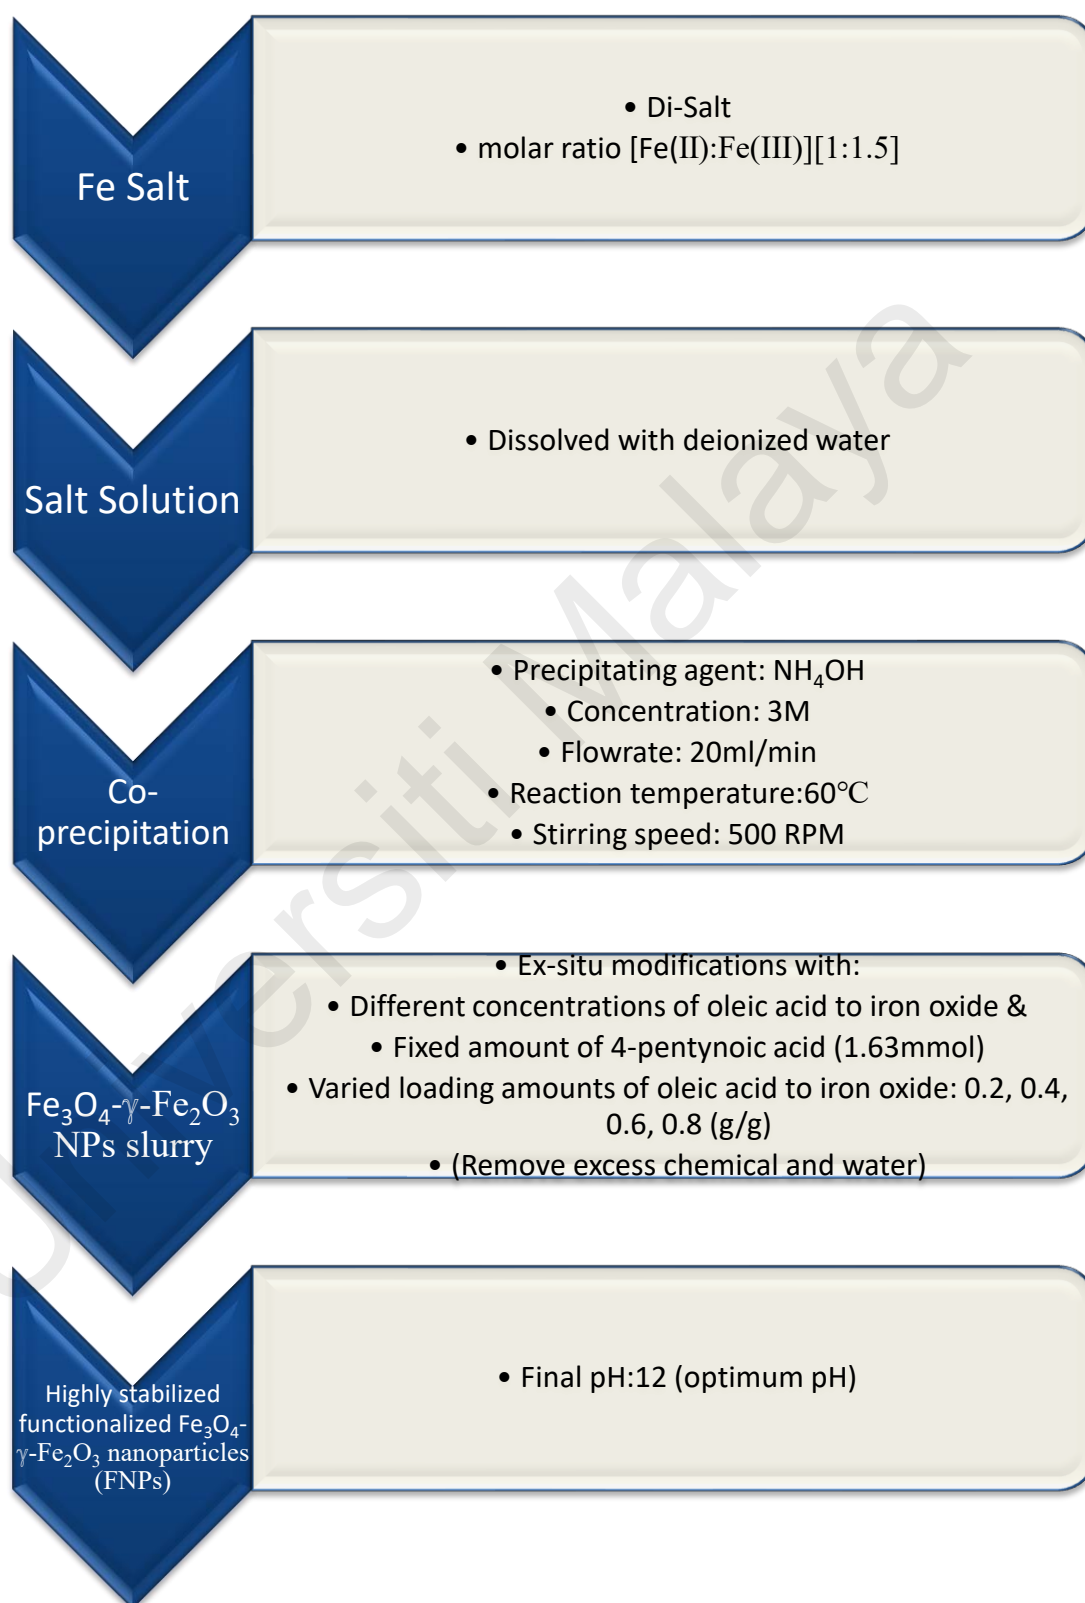 Fe Salt
• Di-Salt
• molar ratio [Fe(II):Fe(III)][1:1.5]
Salt Solution
• Dissolved with deionized water
Co-
precipitation
• Precipitating agent: NH₄OH
• Concentration: 3M
• Flowrate: 20ml/min
• Reaction temperature:60℃
• Stirring speed: 500 RPM
Fe₃O₄-γ-Fe₂O₃
NPs slurry
• Ex-situ modifications with:
• Different concentrations of oleic acid to iron oxide &
• Fixed amount of 4-pentynoic acid (1.63mmol)
• Varied loading amounts of oleic acid to iron oxide: 0.2, 0.4,
0.6, 0.8 (g/g)
• (Remove excess chemical and water)
Highly stabilized
functionalized Fe₃O₄-
γ-Fe₂O₃ nanoparticles
(FNPs)
• Final pH:12 (optimum pH)
Universiti Malaya